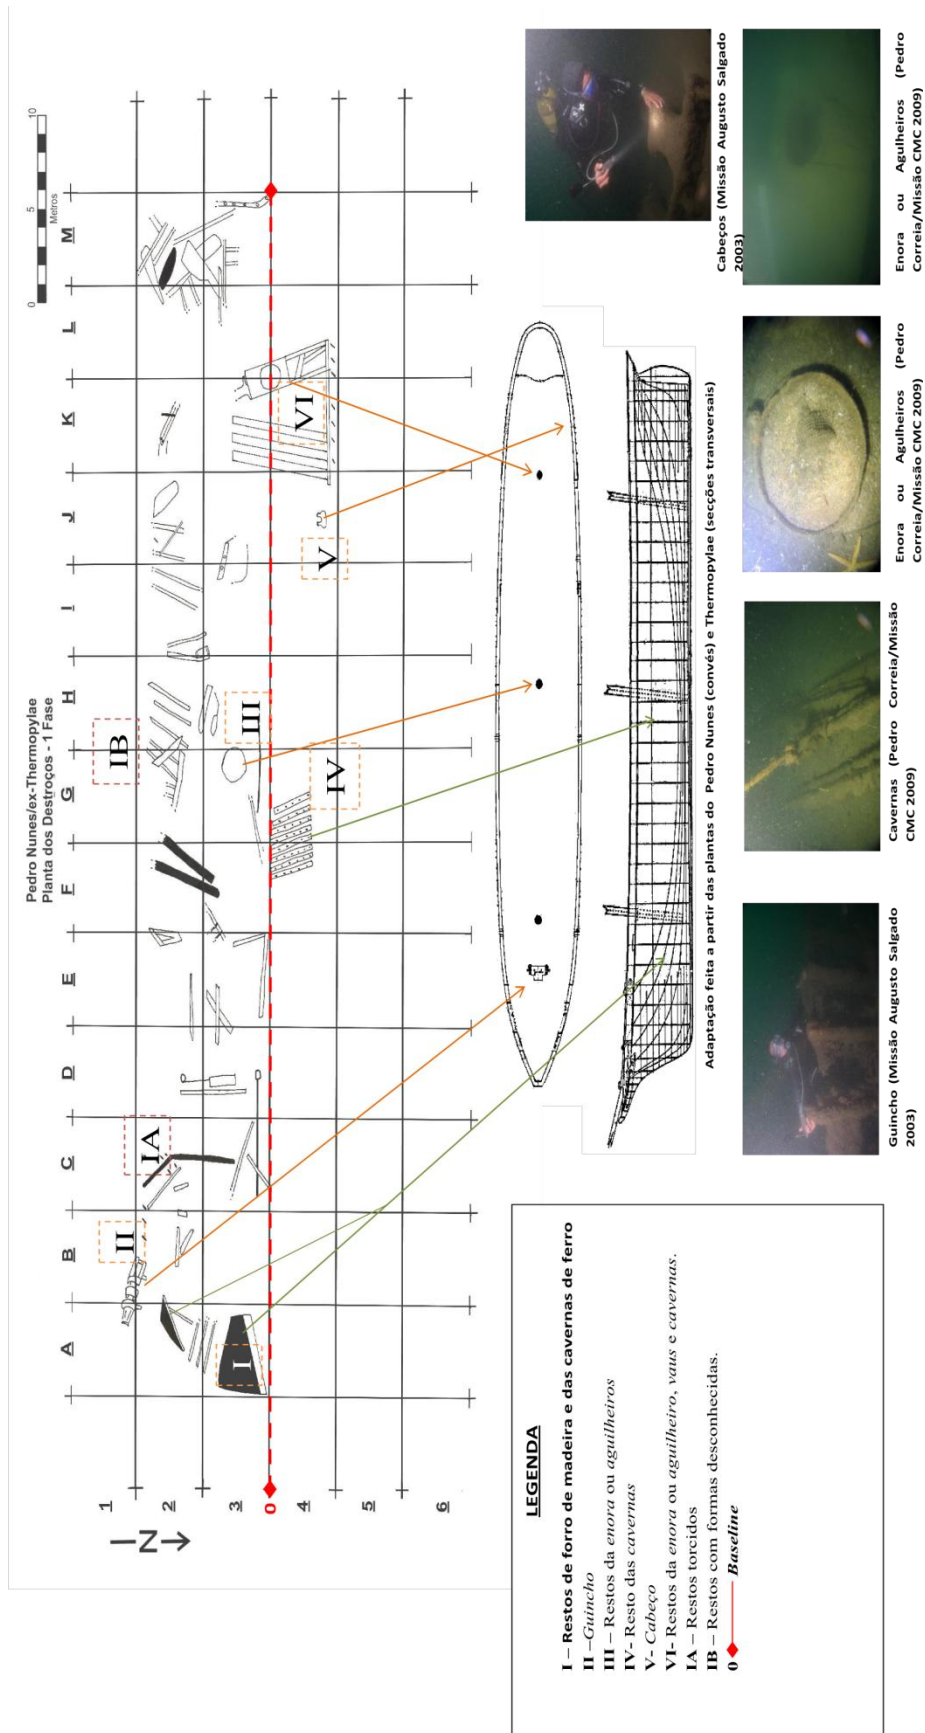 Pedro Nunes/ex-Thermopylae
Planta dos Destroços - 1 Fase
0 5 10
Metros
A B C D E F G H I J K L M
1
2
3
0
4
5
6
N
I
II
IA
IB
III
IV
V
VI
Adaptação feita a partir das plantas do Pedro Nunes (convés) e Thermopylae (secções transversais)
Cabeços (Missão Augusto Salgado
2003)
Enora ou Agulheiros (Pedro
Correia/Missão CMC 2009)
Enora ou Agulheiros (Pedro
Correia/Missão CMC 2009)
Cavernas (Pedro Correia/Missão
CMC 2009)
Guincho (Missão Augusto Salgado
2003)
LEGENDA
I – Restos de forro de madeira e das cavernas de ferro
II –Guincho
III – Restos da enora ou aguilheiros
IV- Resto das cavernas
V- Cabeço
VI- Restos da enora ou aguilheiro, vaus e cavernas.
IA – Restos torcidos
IB – Restos com formas desconhecidas.
0 Baseline